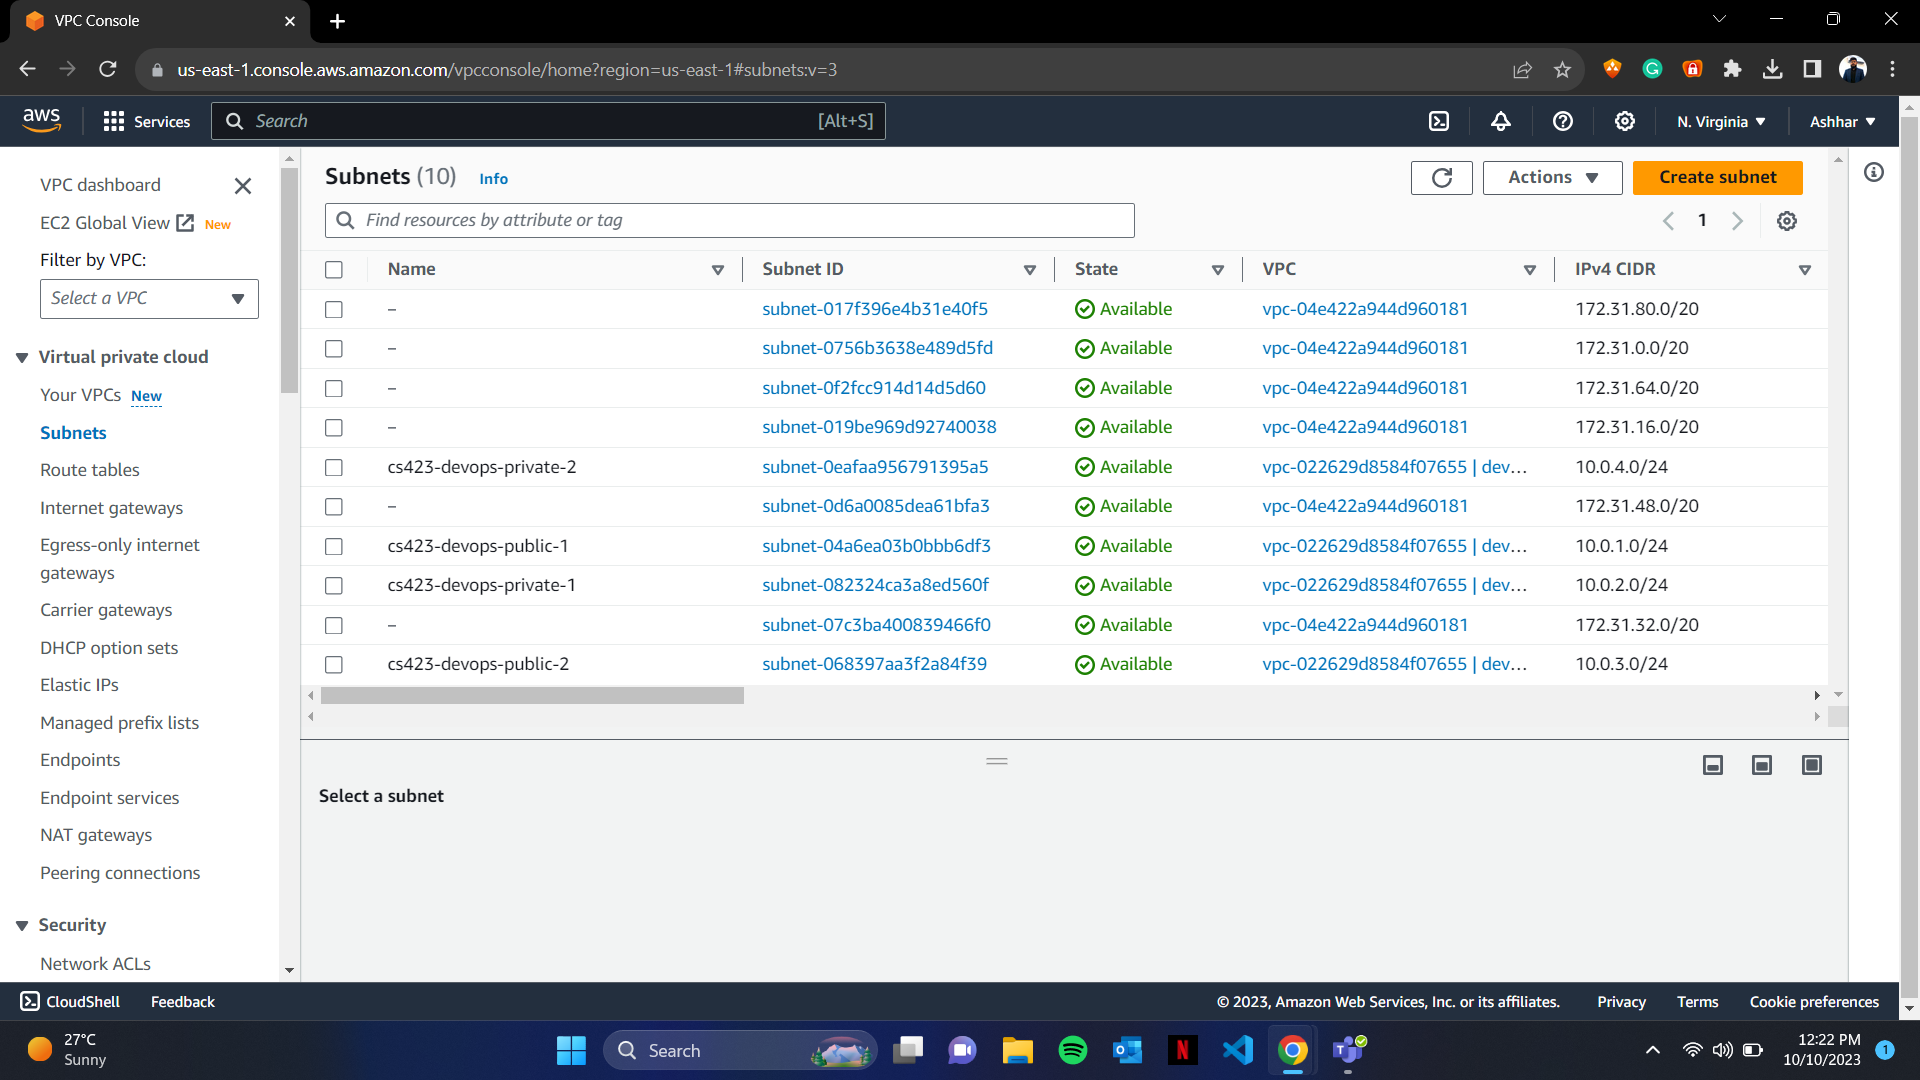 VPC Console
us-east-1.console.aws.amazon.com/vpcconsole/home?region=us-east-1#subnets:v=3
aws
Services
Search
[Alt+S]
N. Virginia
Ashhar
VPC dashboard
EC2 Global View New
Filter by VPC:
Select a VPC
Virtual private cloud
Your VPCs New
Subnets
Route tables
Internet gateways
Egress-only internet
gateways
Carrier gateways
DHCP option sets
Elastic IPs
Managed prefix lists
Endpoints
Endpoint services
NAT gateways
Peering connections
Security
Network ACLs
Subnets (10) Info
Actions
Create subnet
Find resources by attribute or tag
1
Name Subnet ID State VPC IPv4 CIDR
– subnet-017f396e4b31e40f5 Available vpc-04e422a944d960181 172.31.80.0/20
– subnet-0756b3638e489d5fd Available vpc-04e422a944d960181 172.31.0.0/20
– subnet-0f2fcc914d14d5d60 Available vpc-04e422a944d960181 172.31.64.0/20
– subnet-019be969d92740038 Available vpc-04e422a944d960181 172.31.16.0/20
cs423-devops-private-2 subnet-0eafaa956791395a5 Available vpc-022629d8584f07655 | dev... 10.0.4.0/24
– subnet-0d6a0085dea61bfa3 Available vpc-04e422a944d960181 172.31.48.0/20
cs423-devops-public-1 subnet-04a6ea03b0bbb6df3 Available vpc-022629d8584f07655 | dev... 10.0.1.0/24
cs423-devops-private-1 subnet-082324ca3a8ed560f Available vpc-022629d8584f07655 | dev... 10.0.2.0/24
– subnet-07c3ba400839466f0 Available vpc-04e422a944d960181 172.31.32.0/20
cs423-devops-public-2 subnet-068397aa3f2a84f39 Available vpc-022629d8584f07655 | dev... 10.0.3.0/24
Select a subnet
CloudShell
Feedback
© 2023, Amazon Web Services, Inc. or its affiliates.
Privacy
Terms
Cookie preferences
27°C
Sunny
Search
12:22 PM
10/10/2023
1